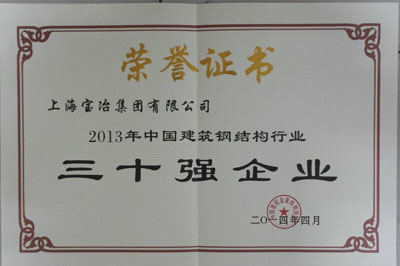 荣誉证书
上海宝冶集团有限公司
2013年中国建筑钢结构行业
三十强企业
二〇一四年四月